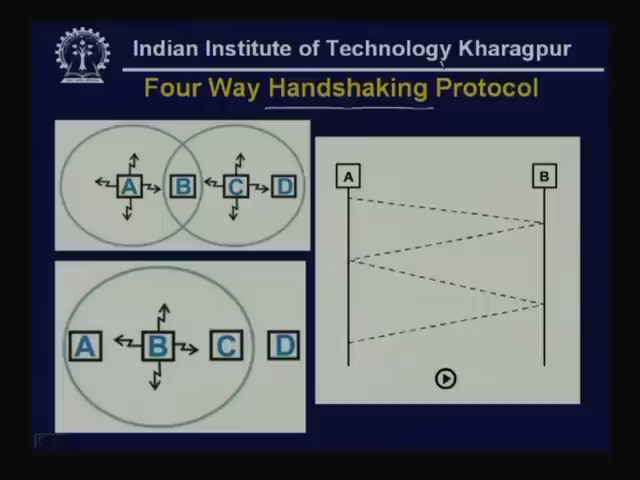 Indian Institute of Technology Kharagpur
Four Way Handshaking Protocol
A B C D
A B C D
A B